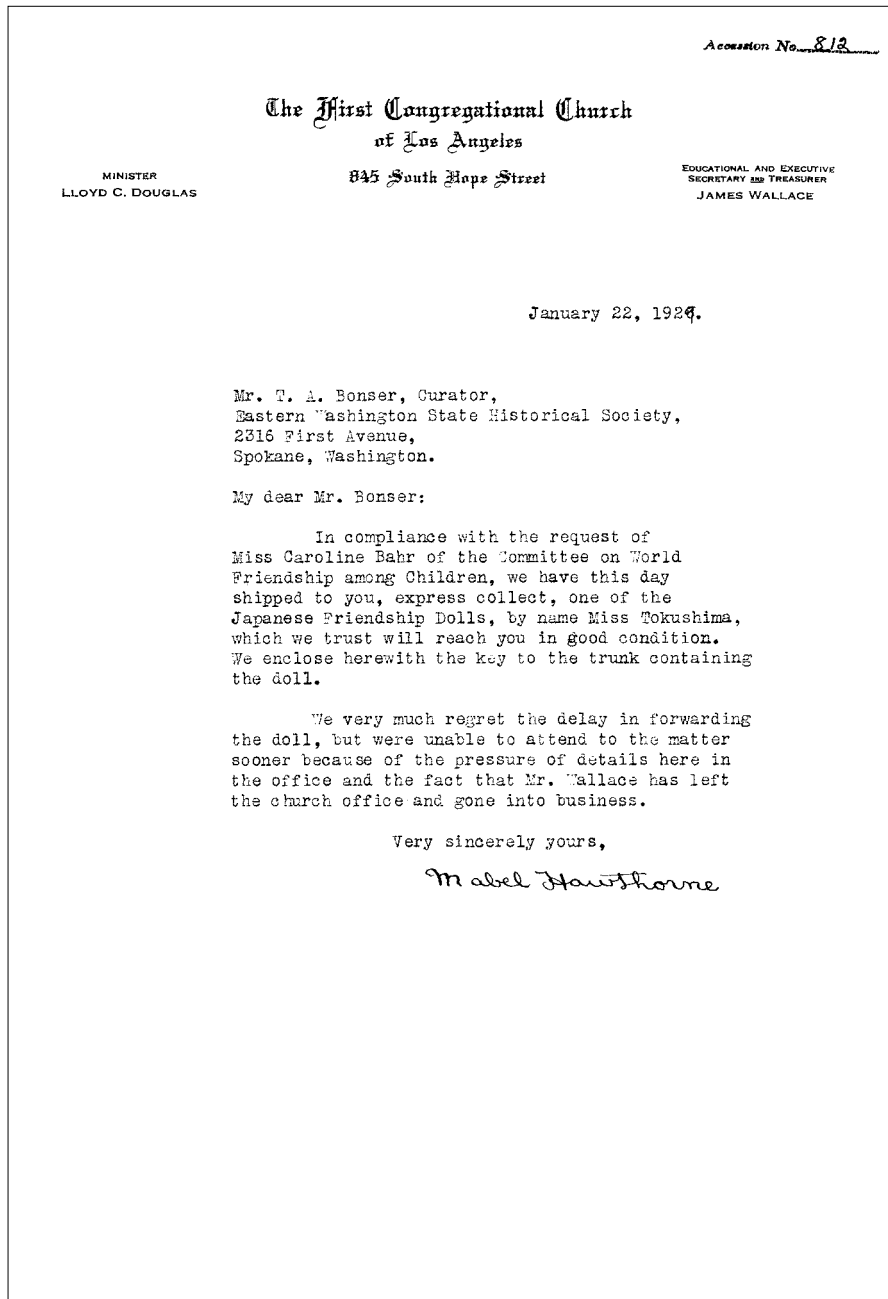 Accession No. 812
The First Congregational Church
of Los Angeles
845 South Hope Street
MINISTER
LLOYD C. DOUGLAS
EDUCATIONAL AND EXECUTIVE
SECRETARY AND TREASURER
JAMES WALLACE
January 22, 1929.
Mr. T. A. Bonser, Curator,
Eastern Washington State Historical Society,
2316 First Avenue,
Spokane, Washington.
My dear Mr. Bonser:
In compliance with the request of
Miss Caroline Bahr of the Committee on World
Friendship among Children, we have this day
shipped to you, express collect, one of the
Japanese Friendship Dolls, by name Miss Tokushima,
which we trust will reach you in good condition.
We enclose herewith the key to the trunk containing
the doll.
We very much regret the delay in forwarding
the doll, but were unable to attend to the matter
sooner because of the pressure of details here in
the office and the fact that Mr. Wallace has left
the church office and gone into business.
Very sincerely yours,
Mabel Hawthorne